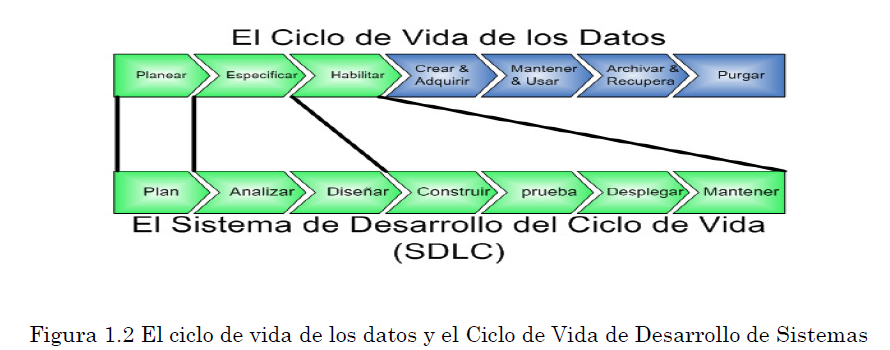 El Ciclo de Vida de los Datos
Planear Especificar Habilitar Crear & Adquirir Mantener & Usar Archivar & Recupera Purgar
Plan Analizar Diseñar Construir prueba Desplegar Mantener
El Sistema de Desarrollo del Ciclo de Vida
(SDLC)
Figura 1.2 El ciclo de vida de los datos y el Ciclo de Vida de Desarrollo de Sistemas